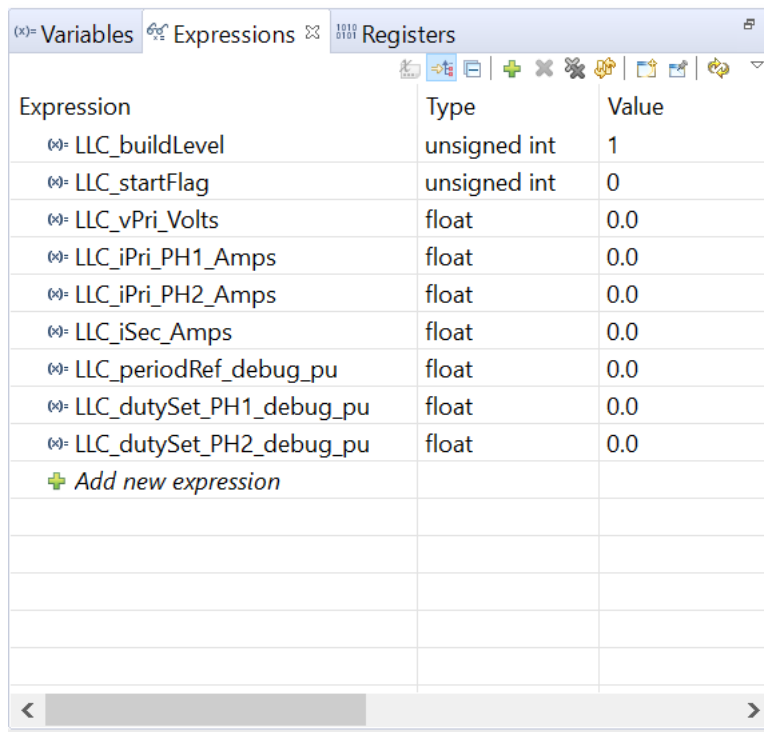 (x)= Variables Expressions Registers
Expression Type Value
(x)= LLC_buildLevel unsigned int 1
(x)= LLC_startFlag unsigned int 0
(x)= LLC_vPri_Volts float 0.0
(x)= LLC_iPri_PH1_Amps float 0.0
(x)= LLC_iPri_PH2_Amps float 0.0
(x)= LLC_iSec_Amps float 0.0
(x)= LLC_periodRef_debug_pu float 0.0
(x)= LLC_dutySet_PH1_debug_pu float 0.0
(x)= LLC_dutySet_PH2_debug_pu float 0.0
Add new expression